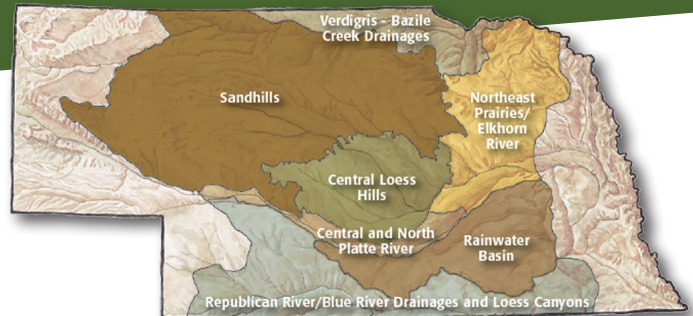 Verdigris - Bazile
Creek Drainages
Sandhills
Northeast
Prairies/
Elkhorn
River
Central Loess
Hills
Central and North
Platte River
Rainwater
Basin
Republican River/Blue River Drainages and Loess Canyons